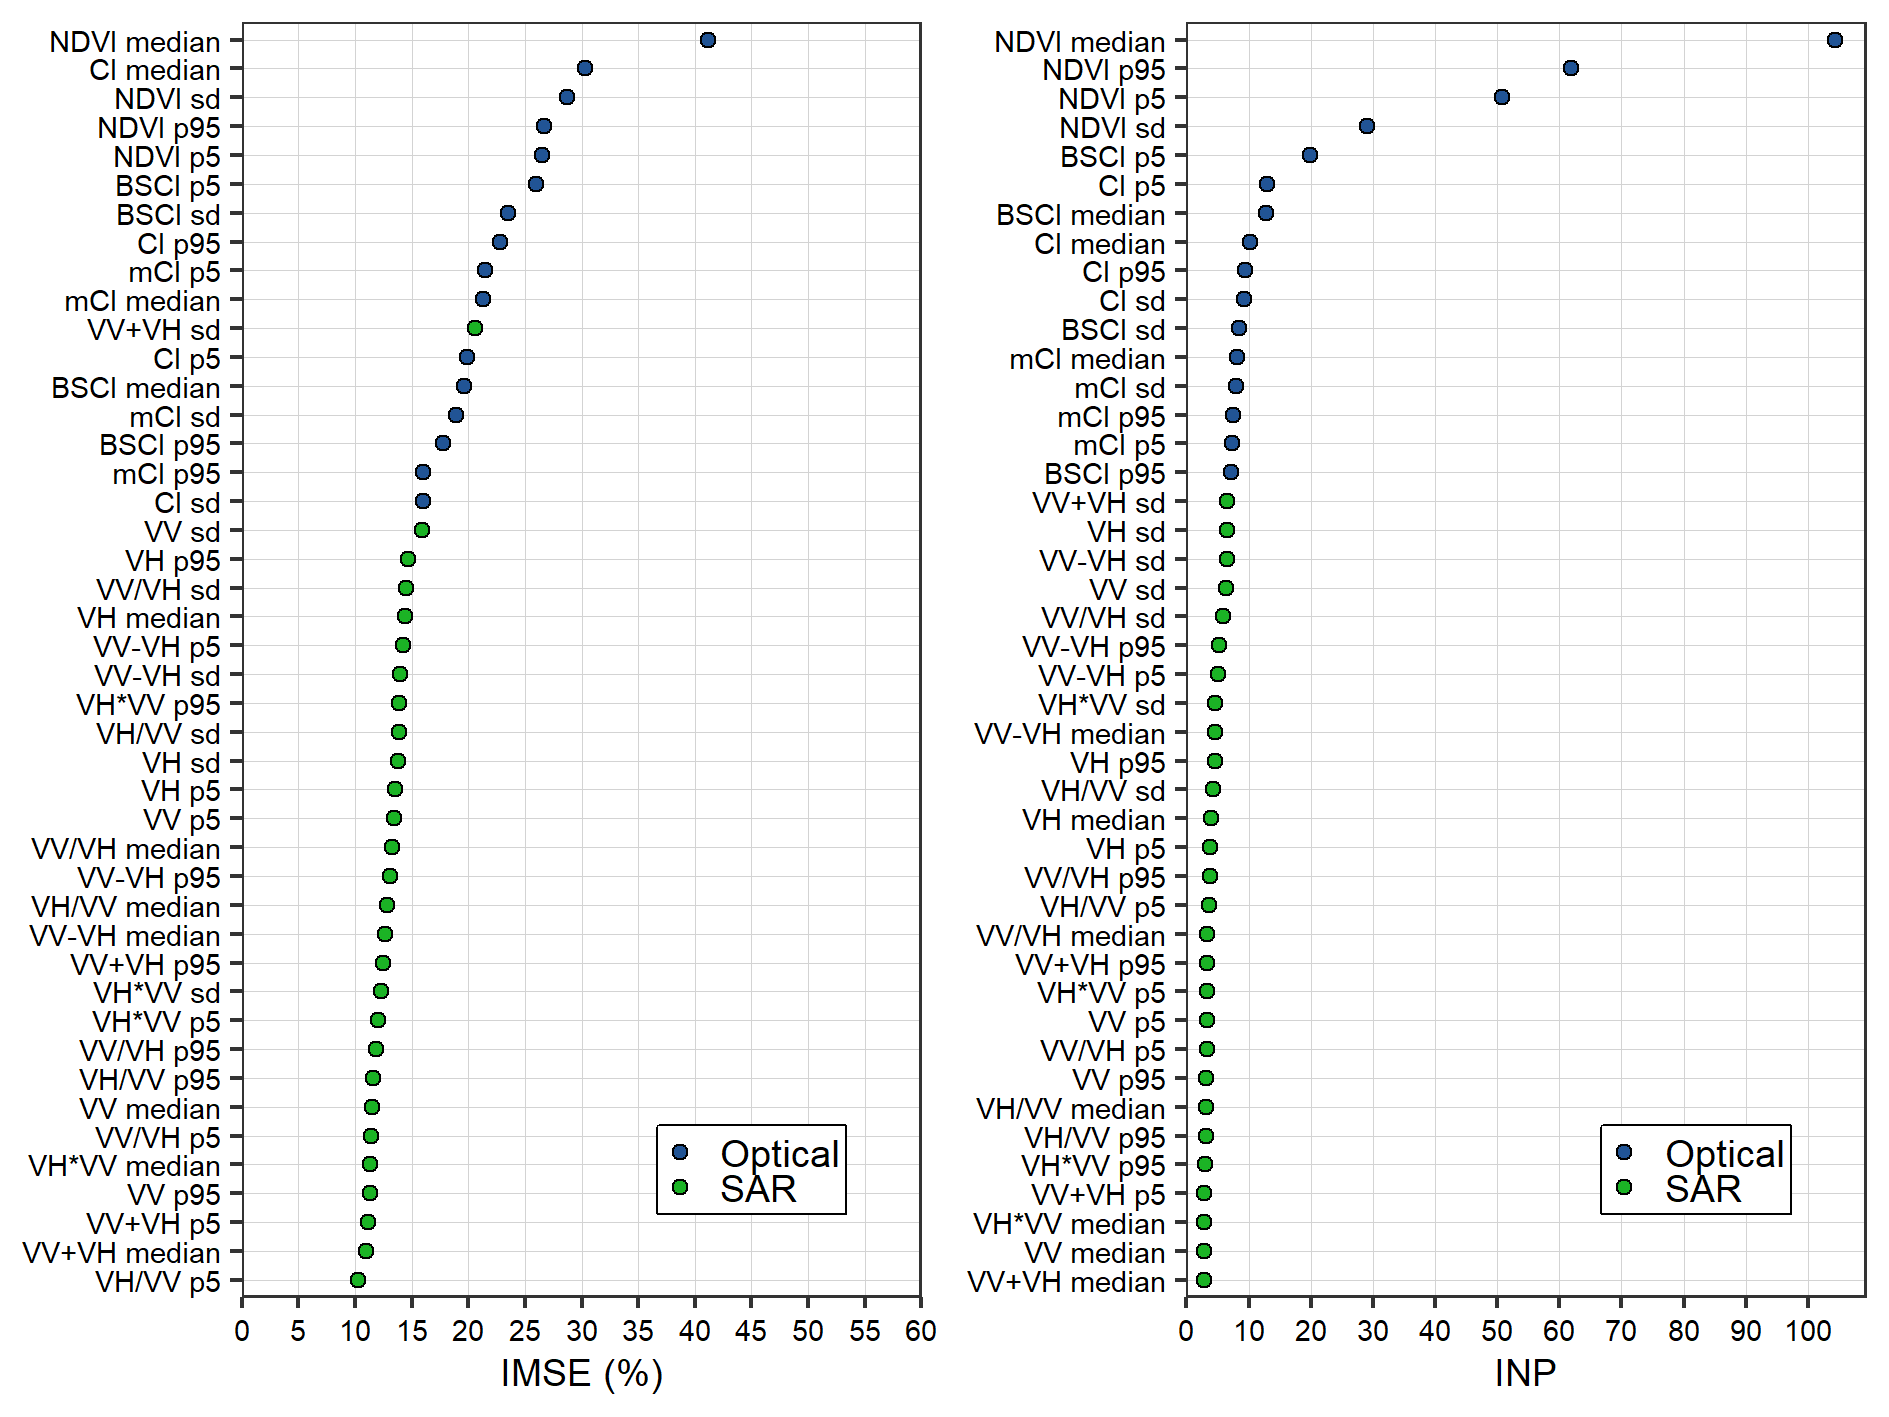 NDVI median
CI median
NDVI sd
NDVI p95
NDVI p5
BSCI p5
BSCI sd
CI p95
mCI p5
mCI median
VV+VH sd
CI p5
BSCI median
mCI sd
BSCI p95
mCI p95
CI sd
VV sd
VH p95
VV/VH sd
VH median
VV-VH p5
VV-VH sd
VH*VV p95
VH/VV sd
VH sd
VH p5
VV p5
VV/VH median
VV-VH p95
VH/VV median
VV-VH median
VV+VH p95
VH*VV sd
VH*VV p5
VV/VH p95
VH/VV p95
VV median
VV/VH p5
VH*VV median
VV p95
VV+VH p5
VV+VH median
VH/VV p5
Optical
SAR
0 5 10 15 20 25 30 35 40 45 50 55 60
IMSE (%)
NDVI median
NDVI p95
NDVI p5
NDVI sd
BSCI p5
CI p5
BSCI median
CI median
CI p95
CI sd
BSCI sd
mCI median
mCI sd
mCI p95
mCI p5
BSCI p95
VV+VH sd
VH sd
VV-VH sd
VV sd
VV/VH sd
VV-VH p95
VV-VH p5
VH*VV sd
VV-VH median
VH p95
VH/VV sd
VH median
VH p5
VV/VH p95
VH/VV p5
VV/VH median
VV+VH p95
VH*VV p5
VV p5
VV/VH p5
VV p95
VH/VV median
VH/VV p95
VH*VV p95
VV+VH p5
VH*VV median
VV median
VV+VH median
Optical
SAR
0 10 20 30 40 50 60 70 80 90 100
INP